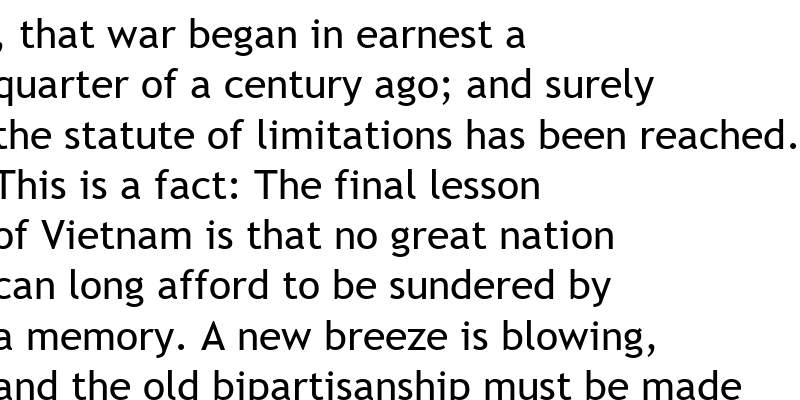 , that war began in earnest a
quarter of a century ago; and surely
the statute of limitations has been reached.
This is a fact: The final lesson
of Vietnam is that no great nation
can long afford to be sundered by
a memory. A new breeze is blowing,
and the old bipartisanship must be made